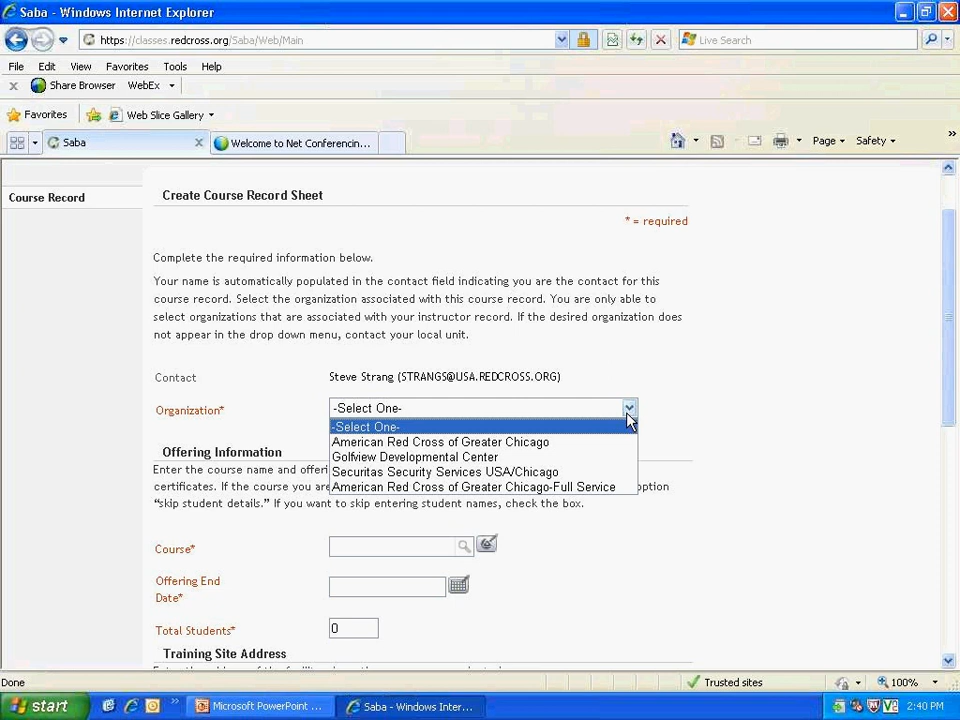 Saba - Windows Internet Explorer
https://classes.redcross.org/Saba/Web/Main
Live Search
File Edit View Favorites Tools Help
x Share Browser WebEx
Favorites Web Slice Gallery
Saba x Welcome to Net Conferencin... Page Safety »
Course Record
Create Course Record Sheet
* = required
Complete the required information below.
Your name is automatically populated in the contact field indicating you are the contact for this
course record. Select the organization associated with this course record. You are only able to
select organizations that are associated with your instructor record. If the desired organization does
not appear in the drop down menu, contact your local unit.
Contact Steve Strang (STRANGS@USA.REDCROSS.ORG)
Organization* -Select One-
-Select One-
American Red Cross of Greater Chicago
Golfview Developmental Center
Securitas Security Services USA/Chicago
American Red Cross of Greater Chicago-Full Service
Offering Information
Enter the course name and offeri
certificates. If the course you are option
"skip student details." If you want to skip entering student names, check the box.
Course*
Offering End
Date*
Total Students* 0
Training Site Address
Done Trusted sites 100%
start » Microsoft PowerPoint ... Saba - Windows Inter... 2:40 PM